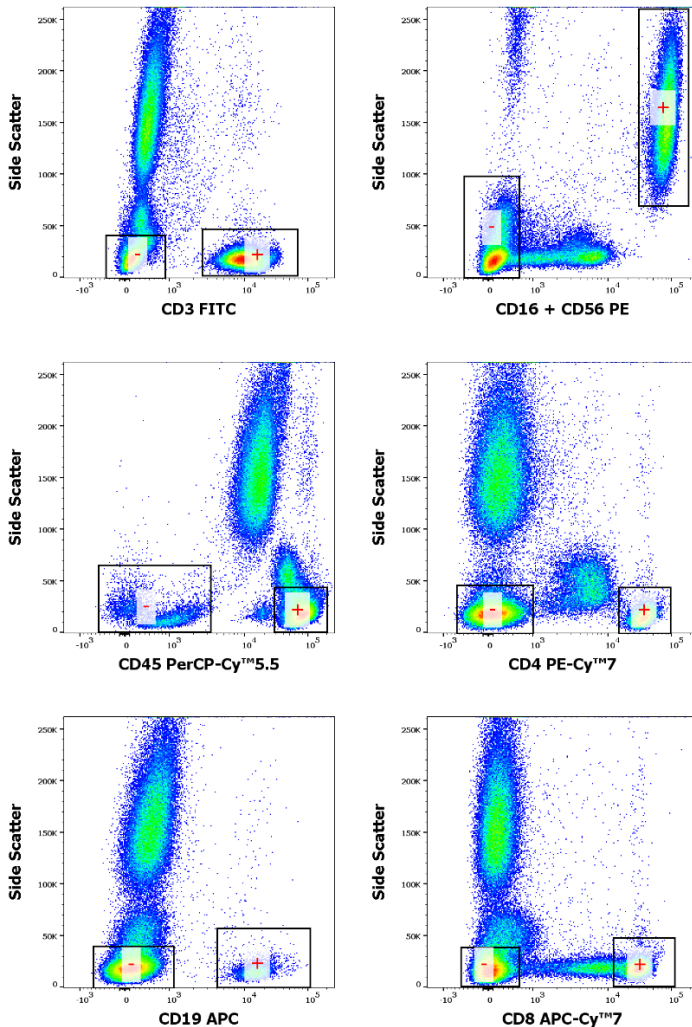 Side Scatter
250K
200K
150K
100K
50K
0
-10³ 0 10³ 10⁴ 10⁵
CD3 FITC
Side Scatter
250K
200K
150K
100K
50K
0
-10³ 0 10³ 10⁴ 10⁵
CD16 + CD56 PE
Side Scatter
250K
200K
150K
100K
50K
0
-10³ 0 10³ 10⁴ 10⁵
CD45 PerCP-Cy™5.5
Side Scatter
250K
200K
150K
100K
50K
0
-10³ 0 10³ 10⁴ 10⁵
CD4 PE-Cy™7
Side Scatter
250K
200K
150K
100K
50K
0
-10³ 0 10³ 10⁴ 10⁵
CD19 APC
Side Scatter
250K
200K
150K
100K
50K
0
-10³ 0 10³ 10⁴ 10⁵
CD8 APC-Cy™7